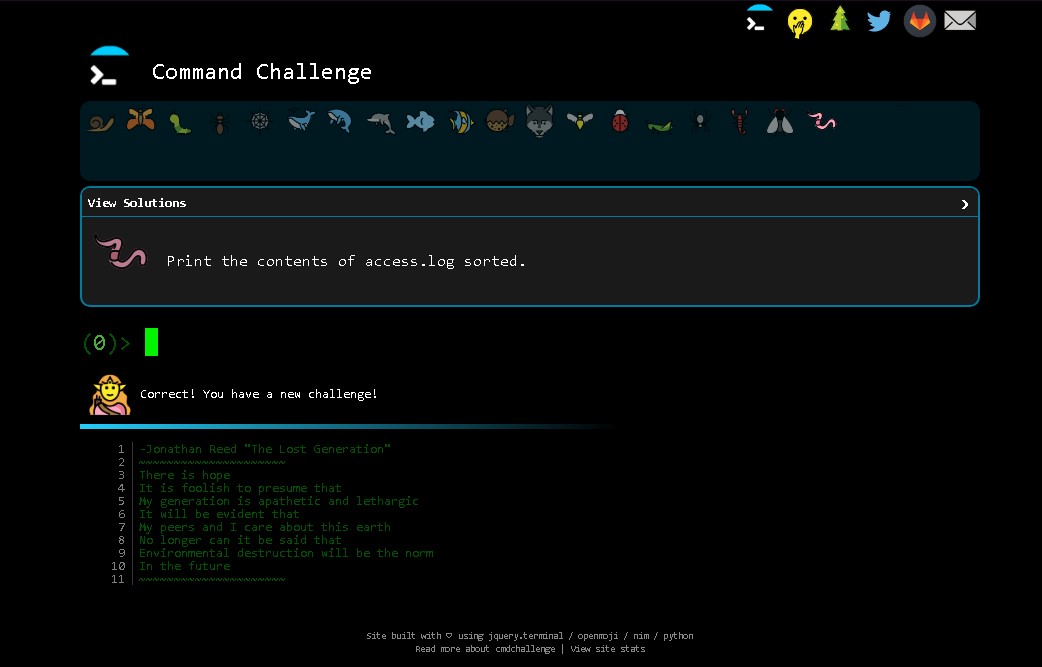 Command Challenge
View Solutions
Print the contents of access.log sorted.
(0)>
Correct! You have a new challenge!
1 -Jonathan Reed "The Lost Generation"
2 ~~~~~~~~~~~~~~~~~~~~~
3 There is hope
4 It is foolish to presume that
5 My generation is apathetic and lethargic
6 It will be evident that
7 My peers and I care about this earth
8 No longer can it be said that
9 Environmental destruction will be the norm
10 In the future
11 ~~~~~~~~~~~~~~~~~~~~~
Site built with ♡ using jquery.terminal / openmoji / nim / python
Read more about cmdchallenge | View site stats